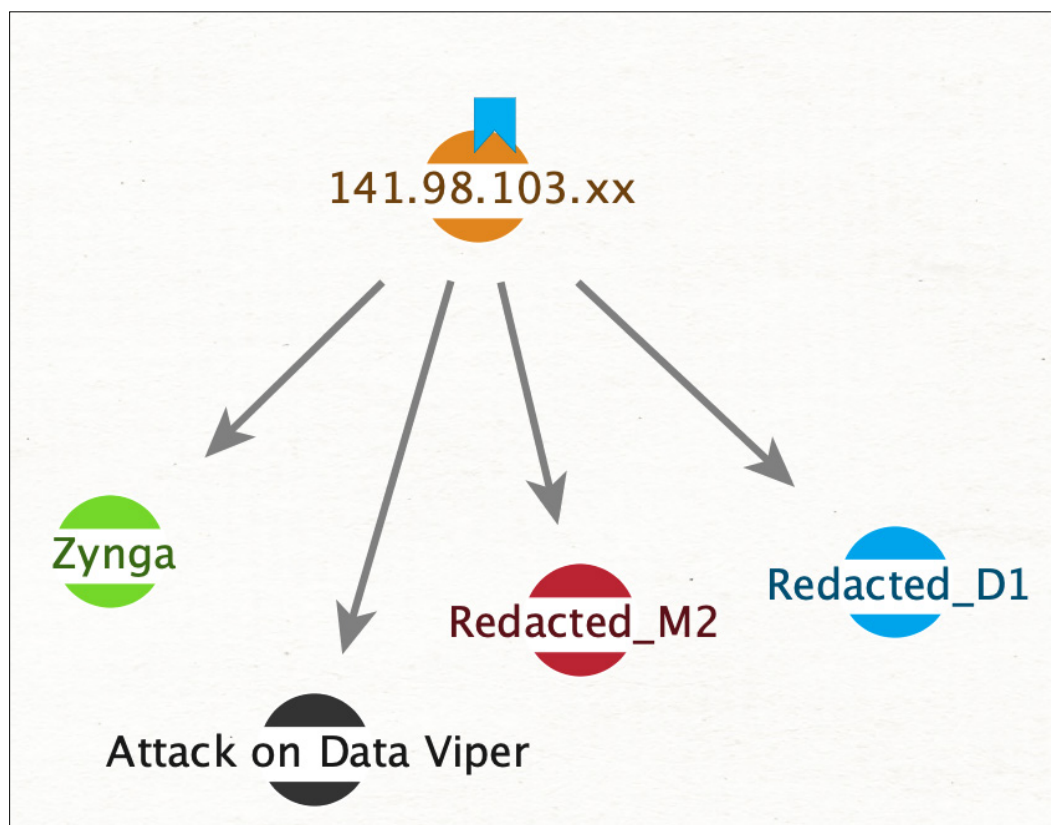 141.98.103.xx
Zynga
Redacted_D1
Redacted_M2
Attack on Data Viper